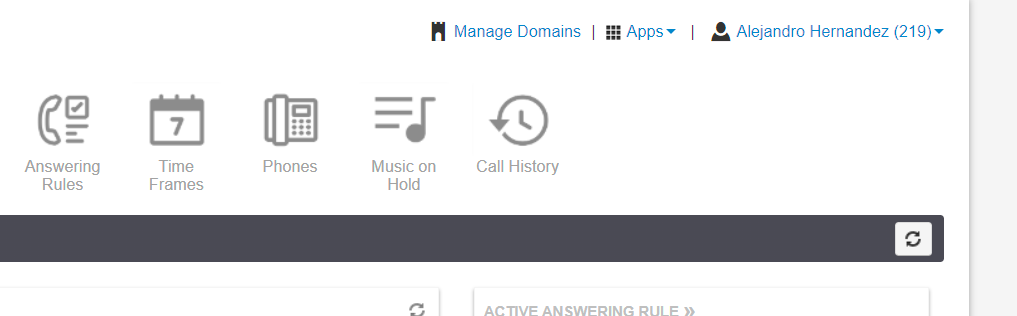 Manage Domains | Apps | Alejandro Hernandez (219)
7
Answering
Rules
Time
Frames
Phones
Music on
Hold
Call History
ACTIVE ANSWERING RULE »